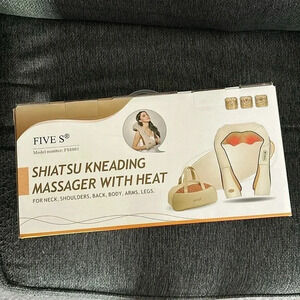 FIVE S®
Model number: FS8801
SHIATSU KNEADING
MASSAGER WITH HEAT
FOR NECK, SHOULDERS, BACK, BODY, ARMS, LEGS.